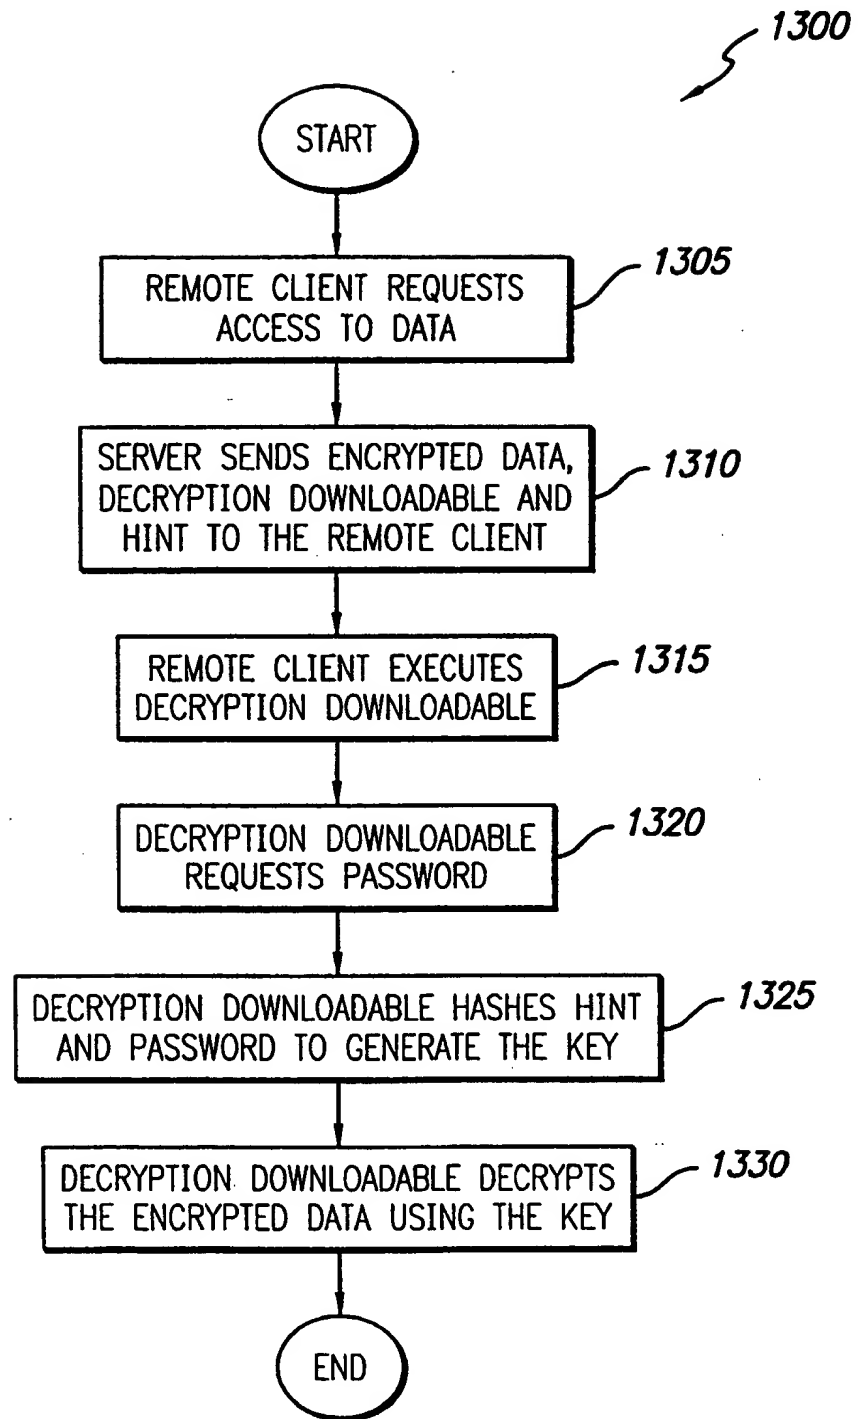 1300
START
REMOTE CLIENT REQUESTS
ACCESS TO DATA
1305
SERVER SENDS ENCRYPTED DATA,
DECRYPTION DOWNLOADABLE AND
HINT TO THE REMOTE CLIENT
1310
REMOTE CLIENT EXECUTES
DECRYPTION DOWNLOADABLE
1315
DECRYPTION DOWNLOADABLE
REQUESTS PASSWORD
1320
DECRYPTION DOWNLOADABLE HASHES HINT
AND PASSWORD TO GENERATE THE KEY
1325
DECRYPTION DOWNLOADABLE DECRYPTS
THE ENCRYPTED DATA USING THE KEY
1330
END